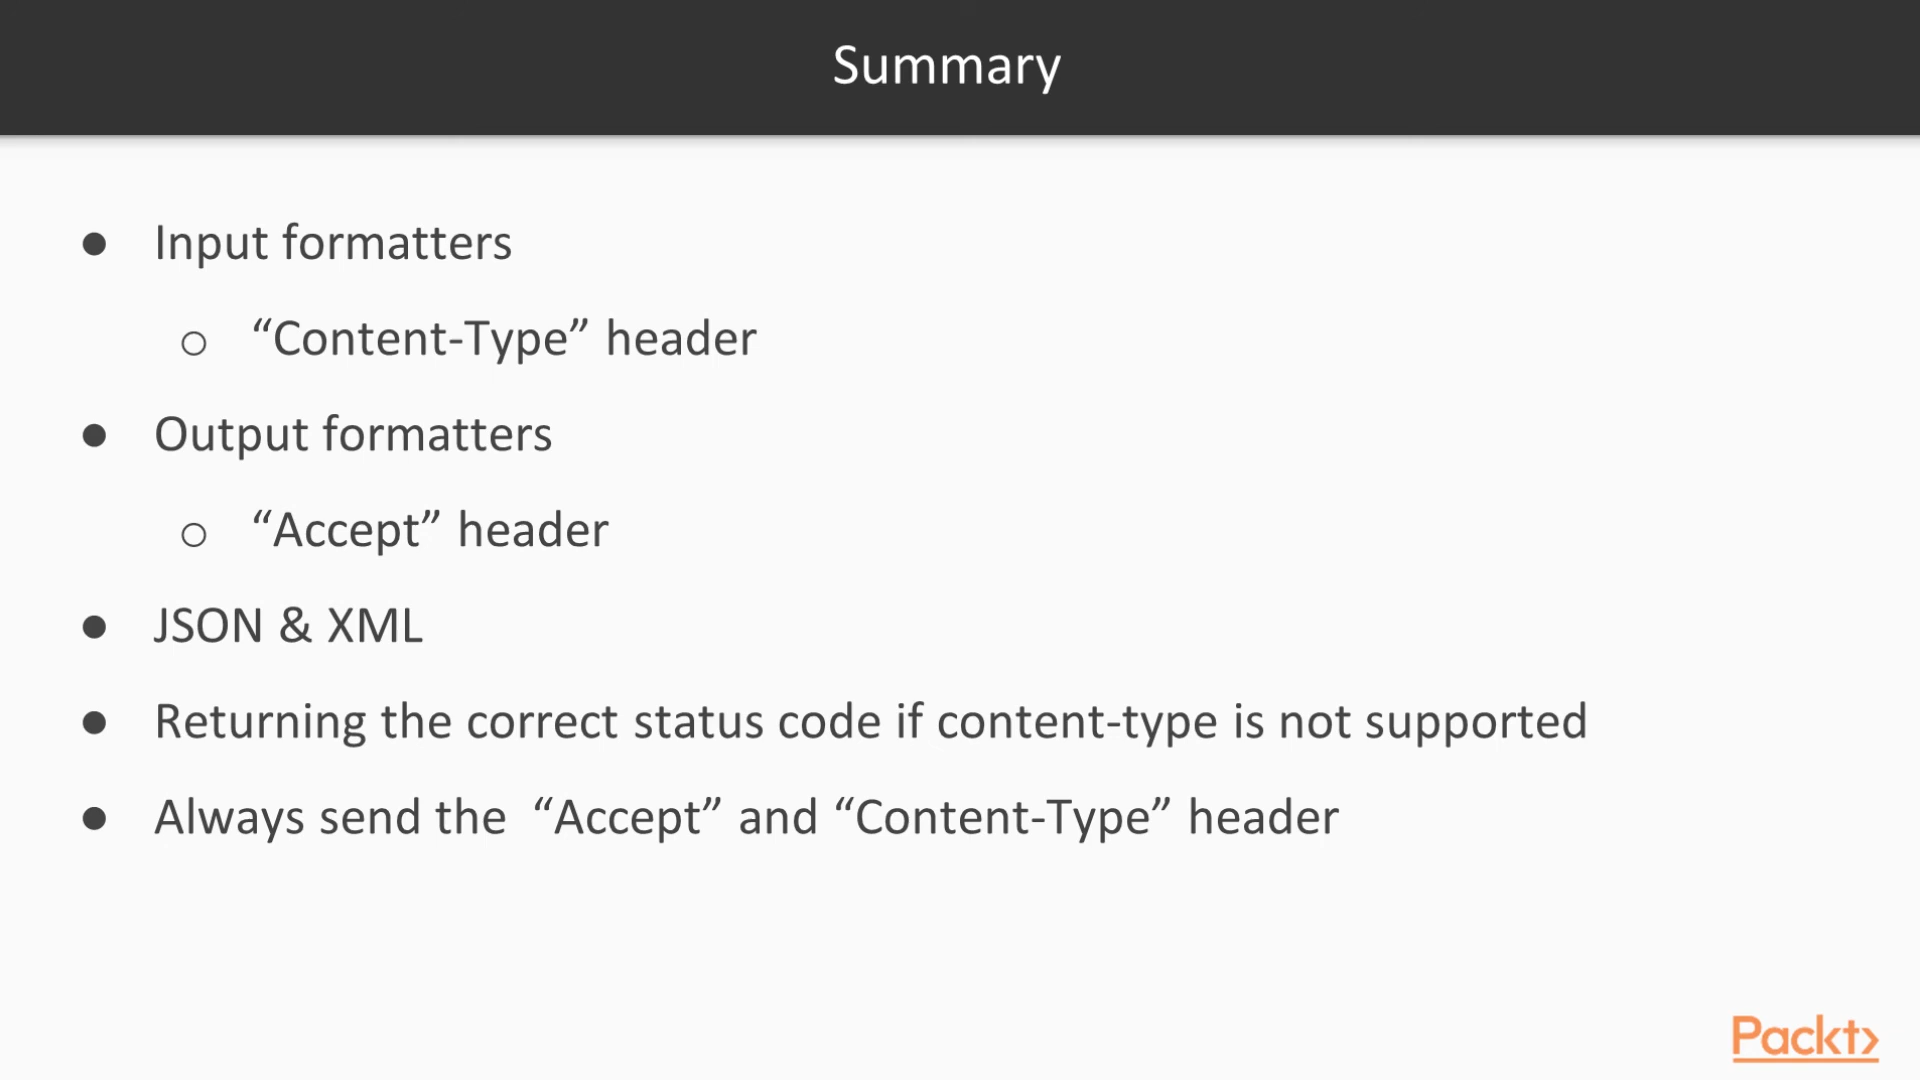 Summary
● Input formatters
○ “Content-Type” header
● Output formatters
○ “Accept” header
● JSON & XML
● Returning the correct status code if content-type is not supported
● Always send the “Accept” and “Content-Type” header
Packt>